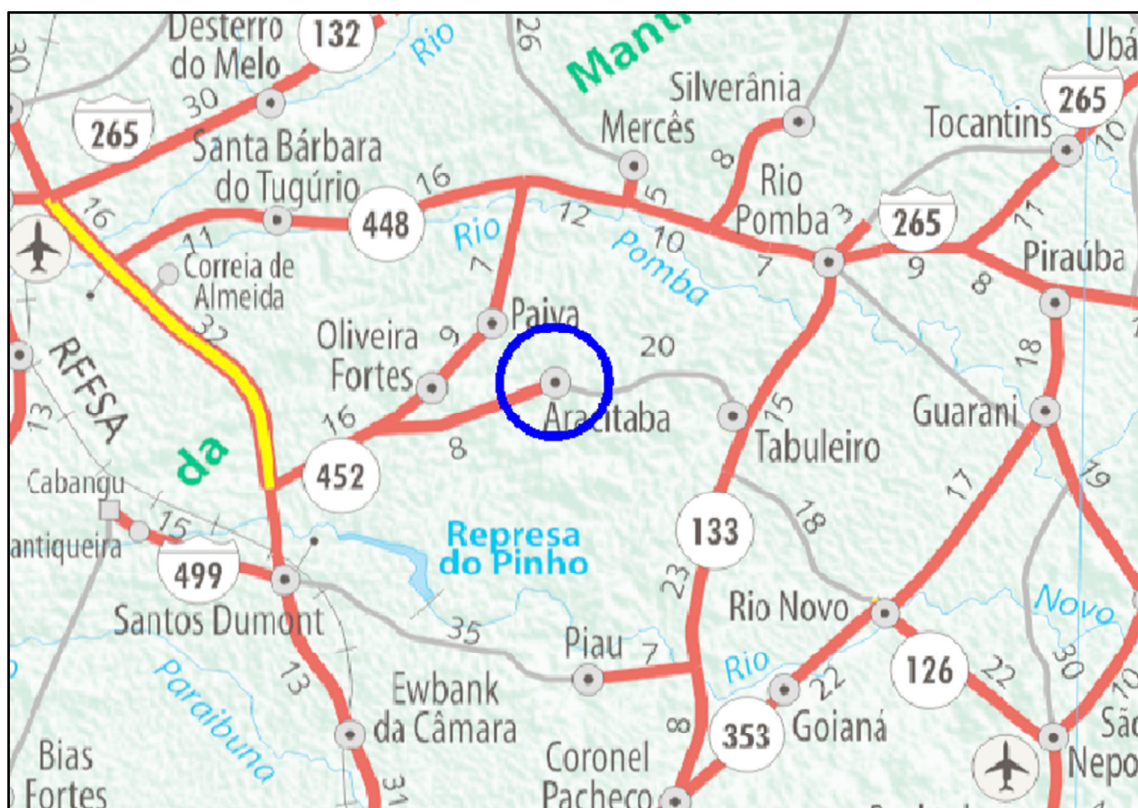 Desterro
do Melo
132
Rio
26
Manti
Ubá
30
30
265
Silverânia
265
Tocantins
10
Mercês
Santa Bárbara
do Tugúrio
16
8
5
Rio
Pomba
3
11
16
11
448
12
265
Rio
10
Pomba
7
9
8
Piraúba
Correia de
Almeida
7
32
Paiva
Oliveira
Fortes
9
20
18
RFFSA
13
16
Aracitaba
15
Guarani
8
Tabuleiro
da
452
17
19
Cabangu
15
antiqueira
Represa
do Pinho
133
18
499
23
Santos Dumont
Rio Novo
Novo
35
Piau
7
Rio
126
22
30
10
13
Paraibuna
Ewbank
da Câmara
22
Goianá
8
353
São
Nepo
Bias
Fortes
31
Coronel
Pacheco